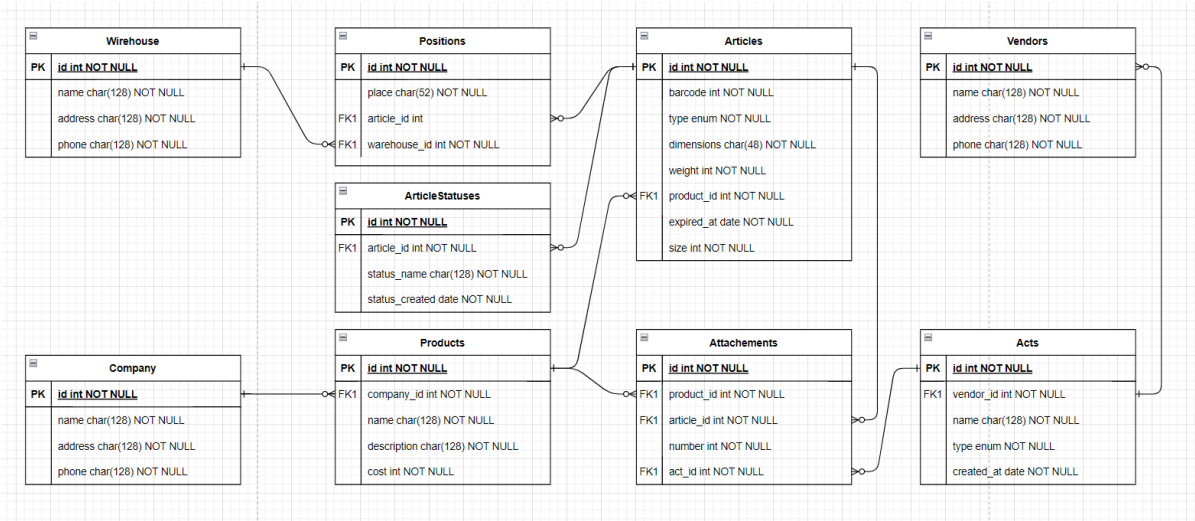 Wirehouse
PK id int NOT NULL
name char(128) NOT NULL
address char(128) NOT NULL
phone char(128) NOT NULL
Positions
PK id int NOT NULL
place char(52) NOT NULL
FK1 article_id int
FK1 warehouse_id int NOT NULL
Articles
PK id int NOT NULL
barcode int NOT NULL
type enum NOT NULL
dimensions char(48) NOT NULL
weight int NOT NULL
FK1 product_id int NOT NULL
expired_at date NOT NULL
size int NOT NULL
Vendors
PK id int NOT NULL
name char(128) NOT NULL
address char(128) NOT NULL
phone char(128) NOT NULL
ArticleStatuses
PK id int NOT NULL
FK1 article_id int NOT NULL
status_name char(128) NOT NULL
status_created date NOT NULL
Company
PK id int NOT NULL
name char(128) NOT NULL
address char(128) NOT NULL
phone char(128) NOT NULL
Products
PK id int NOT NULL
FK1 company_id int NOT NULL
name char(128) NOT NULL
description char(128) NOT NULL
cost int NOT NULL
Attachements
PK id int NOT NULL
FK1 product_id int NOT NULL
FK1 article_id int NOT NULL
number int NOT NULL
FK1 act_id int NOT NULL
Acts
PK id int NOT NULL
FK1 vendor_id int NOT NULL
name char(128) NOT NULL
type enum NOT NULL
created_at date NOT NULL